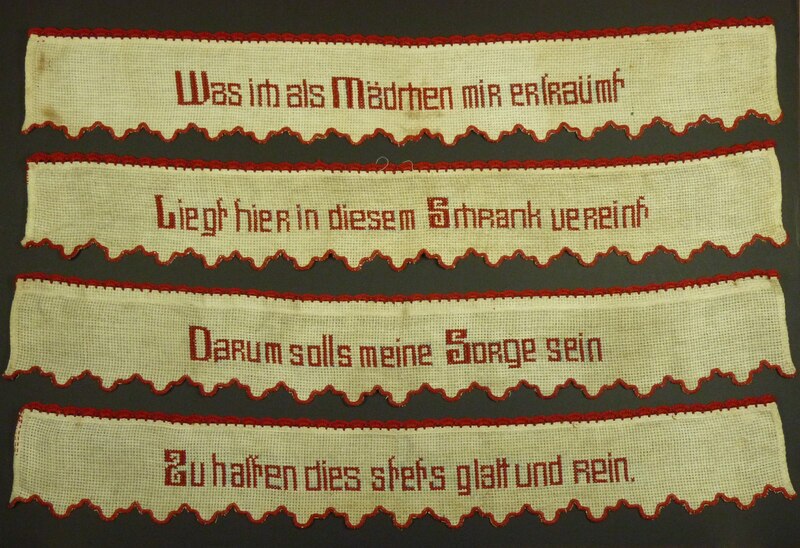 Was ich als Mädchen mir erträumt
Liegt hier in diesem Schrank vereint
Darum solls meine Sorge sein
Zu halten dies stets glatt und rein.